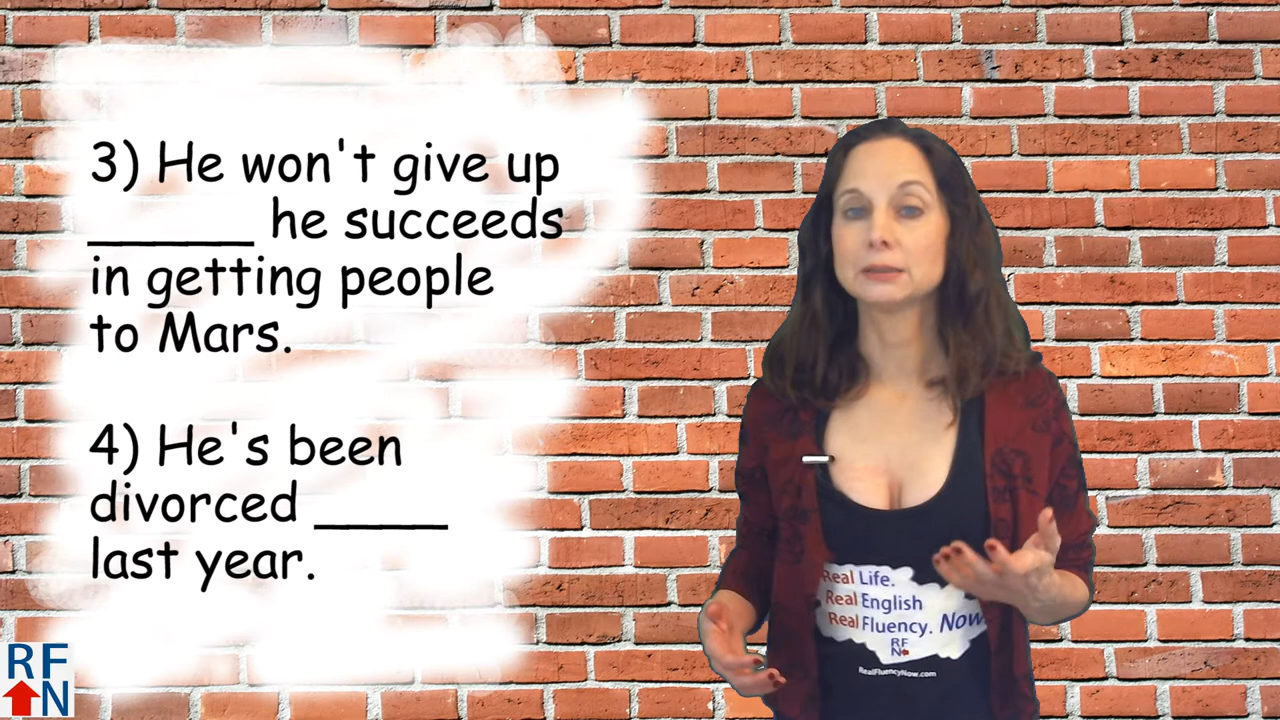 3) He won't give up
_____ he succeeds
in getting people
to Mars.
4) He's been
divorced ____
last year.
Real Life.
Real English
Real Fluency. Now
RF
N
RealFluencyNow.com
RF
N